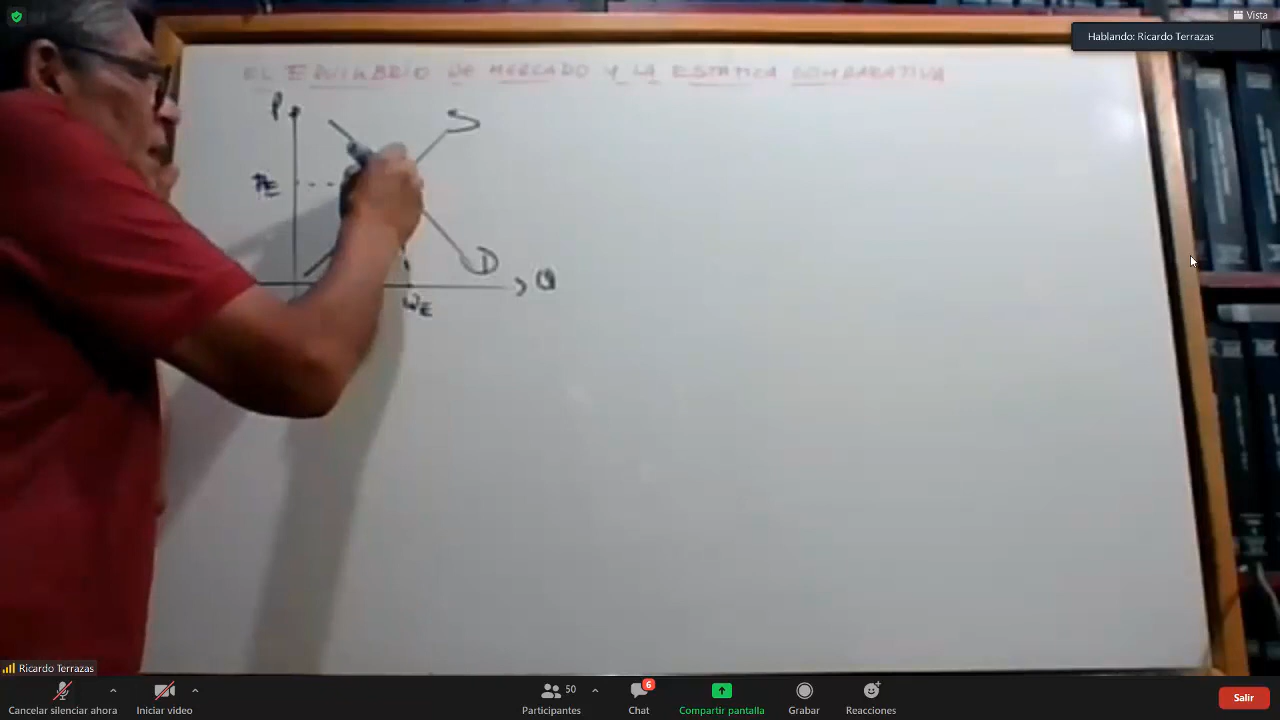 Vista
Hablando: Ricardo Terrazas
EL EQUILIBRIO DE MERCADO Y LA ESTATICA COMPARATIVA
P
S
PE
D
Q
QE
Ricardo Terrazas
Cancelar silenciar ahora
Iniciar video
50
Participantes
6
Chat
Compartir pantalla
Grabar
Reacciones
Salir